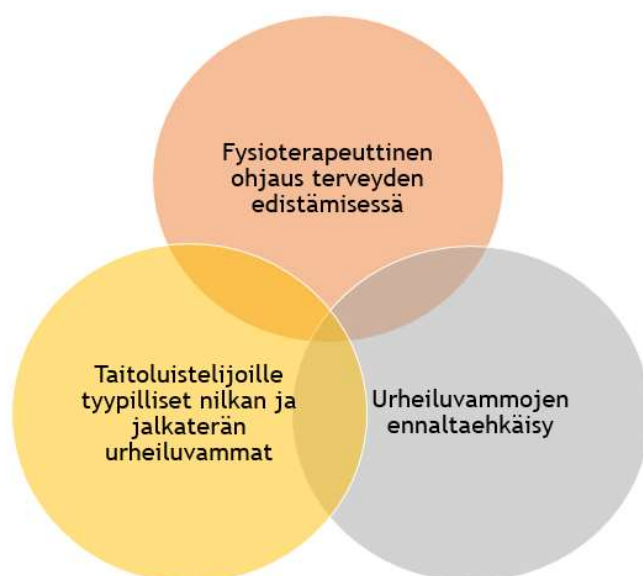 Fysioterapeuttinen
ohjaus terveyden
edistämisessä
Taitoluistelijoille
tyypilliset nilkan ja
jalkaterän
urheiluvammat
Urheiluvammojen
ennaltaehkäisy